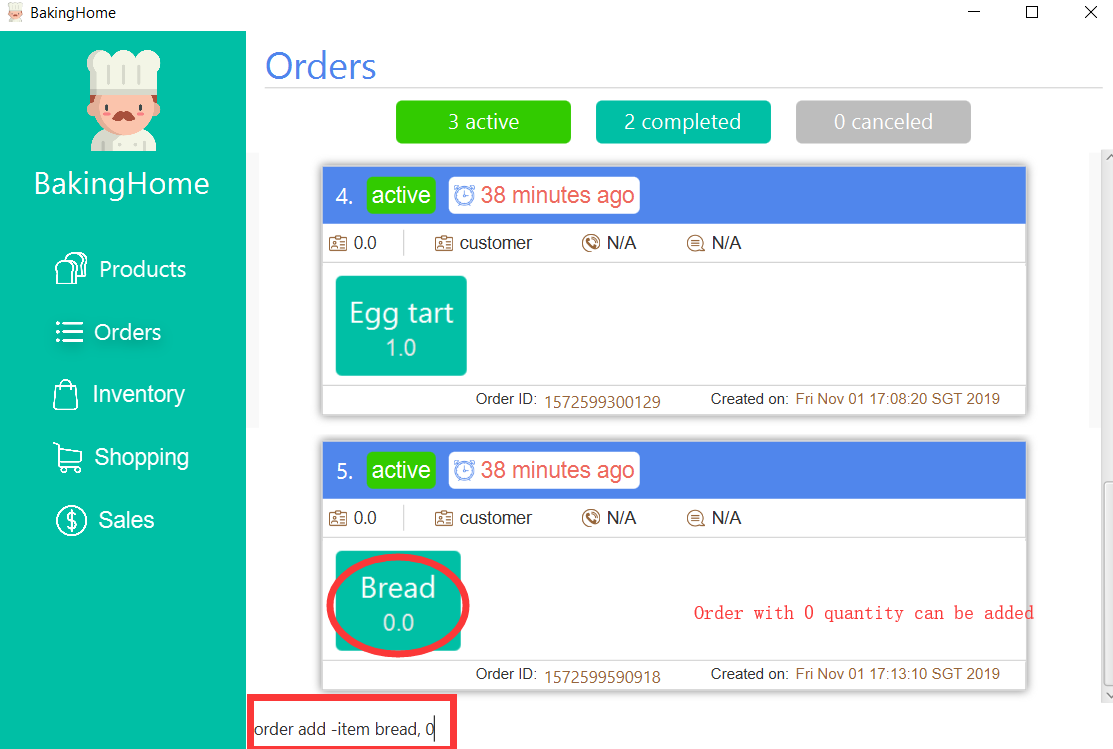 BakingHome
Orders
3 active
2 completed
0 canceled
BakingHome
Products
Orders
Inventory
Shopping
Sales
4. active 38 minutes ago
0.0 customer N/A N/A
Egg tart
1.0
Order ID: 1572599300129 Created on: Fri Nov 01 17:08:20 SGT 2019
5. active 38 minutes ago
0.0 customer N/A N/A
Bread
0.0
Order with 0 quantity can be added
Order ID: 1572599590918 Created on: Fri Nov 01 17:13:10 SGT 2019
order add -item bread, 0